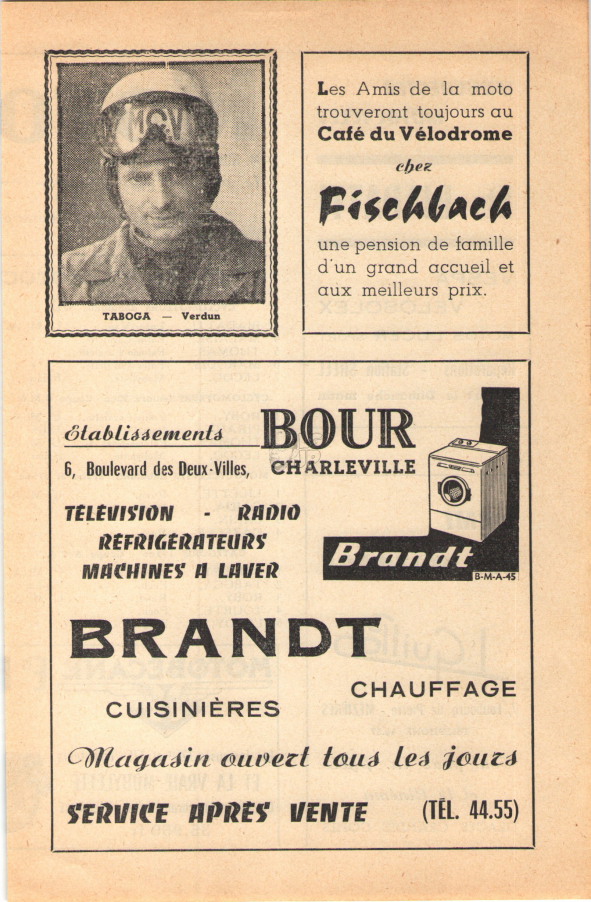 MCV
TABOGA — Verdun
Les Amis de la moto
trouveront toujours au
Café du Vélodrome
chez
Fischbach
une pension de famille
d'un grand accueil et
aux meilleurs prix.
Etablissements BOUR
6, Boulevard des Deux-Villes, CHARLEVILLE
TÉLÉVISION - RADIO
RÉFRIGÉRATEURS
MACHINES A LAVER
Brandt
B-M-A-45
BRANDT
CHAUFFAGE
CUISINIÈRES
Magasin ouvert tous les jours
SERVICE APRÈS VENTE (TÉL. 44.55)